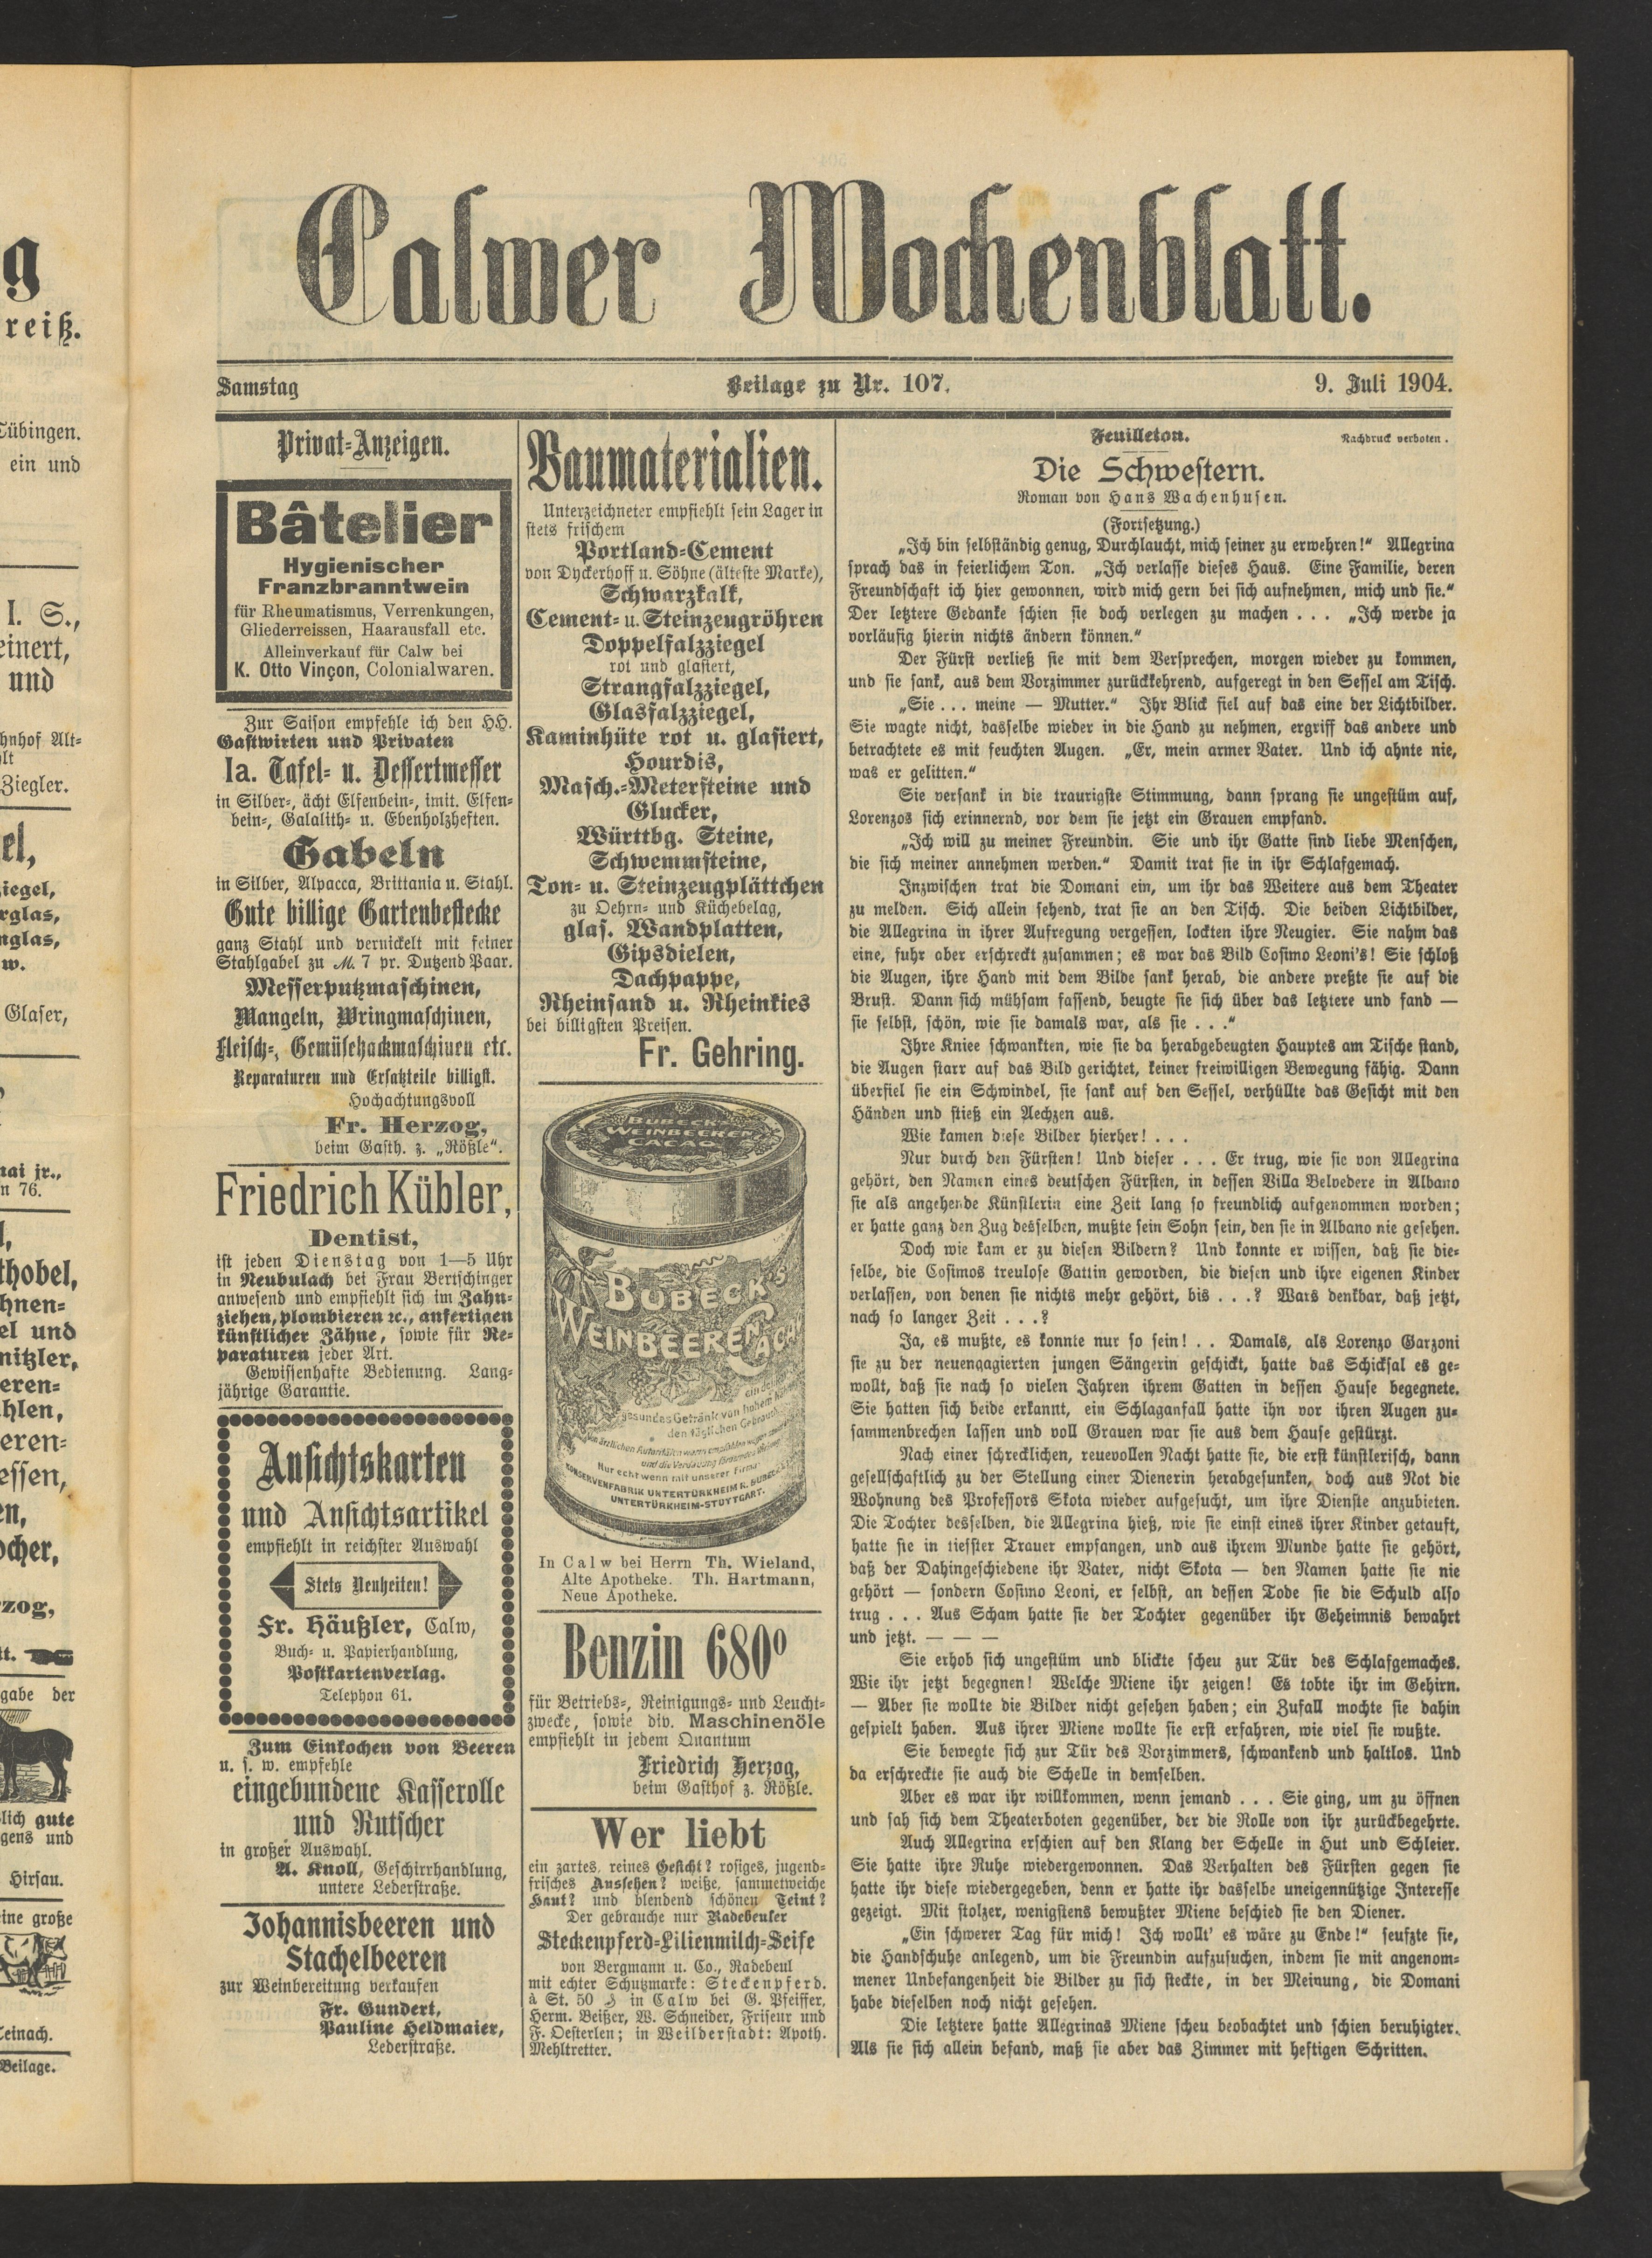 Calwer Wochenblatt.
Samstag
Beilage zu Nr. 107.
9. Juli 1904.
Privat-Anzeigen.
Bâtelier
Hygienischer
Franzbranntwein
für Rheumatismus, Verrenkungen,
Gliederreissen, Haarausfall etc.
Alleinverkauf für Calw bei
K. Otto Vinçon, Colonialwaren.
Zur Saison empfehle ich den HH.
Gastwirten und Privaten
Ia. Tafel- u. Dessertmesser
in Silber-, ächt Elfenbein-, imit. Elfen-
bein-, Galalith- u. Ebenholzheften.
Gabeln
in Silber, Alpacca, Brittania u. Stahl.
Gute billige Gartenbestecke
ganz Stahl und vernickelt mit feiner
Stahlgabel zu M. 7 pr. Dutzend Paar.
Messerputzmaschinen,
Mangeln, Wringmaschinen,
Fleisch-, Gemüsehackmaschinen etc.
Reparaturen und Ersatzteile billigst.
Hochachtungsvoll
Fr. Herzog,
beim Gasth. z. „Rößle“.
Friedrich Kübler,
Dentist,
ist jeden Dienstag von 1—5 Uhr
in Neubulach bei Frau Bertschinger
anwesend und empfiehlt sich im Zahn-
ziehen, plombieren ꝛc., anfertigen
künstlicher Zähne, sowie für Re-
paraturen jeder Art.
Gewissenhafte Bedienung. Lang-
jährige Garantie.
Ansichtskarten
und Ansichtsartikel
empfiehlt in reichster Auswahl
Stets Neuheiten!
Fr. Häußler, Calw,
Buch- u. Papierhandlung,
Postkartenverlag.
Telephon 61.
Zum Einkochen von Beeren
u. s. w. empfehle
eingebundene Kasserolle
und Rutscher
in großer Auswahl.
A. Knoll, Geschirrhandlung,
untere Lederstraße.
Johannisbeeren und
Stachelbeeren
zur Weinbereitung verkaufen
Fr. Gundert,
Pauline Heldmaier,
Lederstraße.
Baumaterialien.
Unterzeichneter empfiehlt sein Lager in
stets frischem
Portland-Cement
von Dyckerhoff u. Söhne (älteste Marke),
Schwarzkalk,
Cement- u. Steinzeugröhren
Doppelfalzziegel
rot und glasiert,
Strangfalzziegel,
Glasfalzziegel,
Kaminhüte rot u. glasiert,
Hourdis,
Masch.-Metersteine und
Glucker,
Württbg. Steine,
Schwemmsteine,
Ton- u. Steinzeugplättchen
zu Oehrn- und Küchebelag,
glas. Wandplatten,
Gipsdielen,
Dachpappe,
Rheinsand u. Rheinkies
bei billigsten Preisen.
Fr. Gehring.
BUBECK'S
WEINBEEREN
CACAO
BUBECK'S
WEINBEEREN CACAO
gesundes Getränk von hohem
den täglichen Gebrauch
Nur echt wenn mit unserer Firma
CONSERVENFABRIK UNTERTÜRKHEIM R. BUBECK
UNTERTÜRKHEIM-STUTTGART.
In Calw bei Herrn Th. Wieland,
Alte Apotheke. Th. Hartmann,
Neue Apotheke.
Benzin 680°
für Betriebs-, Reinigungs- und Leucht-
zwecke, sowie div. Maschinenöle
empfiehlt in jedem Quantum
Friedrich Herzog,
beim Gasthof z. Rößle.
Wer liebt
ein zartes, reines Gesicht? rosiges, jugend-
frisches Aussehen? weiße, sammetweiche
Haut? und blendend schönen Teint?
Der gebrauche nur Radebeuler
Steckenpferd-Lilienmilch-Seife
von Bergmann u. Co., Radebeul
mit echter Schutzmarke: Steckenpferd.
à St. 50 ₰ in Calw bei G. Pfeiffer,
Herm. Beißer, W. Schneider, Friseur und
F. Oesterlen; in Weilderstadt: Apoth.
Mehltretter.
Feuilleton.
Nachdruck verboten.
Die Schwestern.
Roman von Hans Wachenhusen.
(Fortsetzung.)
„Ich bin selbständig genug, Durchlaucht, mich seiner zu erwehren!“ Allegrina
sprach das in feierlichem Ton. „Ich verlasse dieses Haus. Eine Familie, deren
Freundschaft ich hier gewonnen, wird mich gern bei sich aufnehmen, mich und sie.“
Der letztere Gedanke schien sie doch verlegen zu machen . . . „Ich werde ja
vorläufig hierin nichts ändern können.“
Der Fürst verließ sie mit dem Versprechen, morgen wieder zu kommen,
und sie sank, aus dem Vorzimmer zurückkehrend, aufgeregt in den Sessel am Tisch.
„Sie . . . meine — Mutter.“ Ihr Blick fiel auf das eine der Lichtbilder.
Sie wagte nicht, dasselbe wieder in die Hand zu nehmen, ergriff das andere und
betrachtete es mit feuchten Augen. „Er, mein armer Vater. Und ich ahnte nie,
was er gelitten.“
Sie versank in die traurigste Stimmung, dann sprang sie ungestüm auf,
Lorenzos sich erinnernd, vor dem sie jetzt ein Grauen empfand.
„Ich will zu meiner Freundin. Sie und ihr Gatte sind liebe Menschen,
die sich meiner annehmen werden.“ Damit trat sie in ihr Schlafgemach.
Inzwischen trat die Domani ein, um ihr das Weitere aus dem Theater
zu melden. Sich allein sehend, trat sie an den Tisch. Die beiden Lichtbilder,
die Allegrina in ihrer Aufregung vergessen, lockten ihre Neugier. Sie nahm das
eine, fuhr aber erschreckt zusammen; es war das Bild Cosimo Leoni's! Sie schloß
die Augen, ihre Hand mit dem Bilde sank herab, die andere preßte sie auf die
Brust. Dann sich mühsam fassend, beugte sie sich über das letztere und fand —
sie selbst, schön, wie sie damals war, als sie . . .“
Ihre Kniee schwankten, wie sie da herabgebeugten Hauptes am Tische stand,
die Augen starr auf das Bild gerichtet, keiner freiwilligen Bewegung fähig. Dann
überfiel sie ein Schwindel, sie sank auf den Sessel, verhüllte das Gesicht mit den
Händen und stieß ein Aechzen aus.
Wie kamen diese Bilder hierher! . . .
Nur durch den Fürsten! Und dieser . . . Er trug, wie sie von Allegrina
gehört, den Namen eines deutschen Fürsten, in dessen Villa Belvedere in Albano
sie als angehende Künstlerin eine Zeit lang so freundlich aufgenommen worden;
er hatte ganz den Zug desselben, mußte sein Sohn sein, den sie in Albano nie gesehen.
Doch wie kam er zu diesen Bildern? Und konnte er wissen, daß sie die-
selbe, die Cosimos treulose Gattin geworden, die diesen und ihre eigenen Kinder
verlassen, von denen sie nichts mehr gehört, bis . . .? Wars denkbar, daß jetzt,
nach so langer Zeit . . .?
Ja, es mußte, es konnte nur so sein! . . Damals, als Lorenzo Garzoni
sie zu der neuengagierten jungen Sängerin geschickt, hatte das Schicksal es ge-
wollt, daß sie nach so vielen Jahren ihrem Gatten in dessen Hause begegnete.
Sie hatten sich beide erkannt, ein Schlaganfall hatte ihn vor ihren Augen zu-
sammenbrechen lassen und voll Grauen war sie aus dem Hause gestürzt.
Nach einer schrecklichen, reuevollen Nacht hatte sie, die erst künstlerisch, dann
gesellschaftlich zu der Stellung einer Dienerin herabgesunken, doch aus Not die
Wohnung des Professors Skota wieder aufgesucht, um ihre Dienste anzubieten.
Die Tochter desselben, die Allegrina hieß, wie sie einst eines ihrer Kinder getauft,
hatte sie in tiefster Trauer empfangen, und aus ihrem Munde hatte sie gehört,
daß der Dahingeschiedene ihr Vater, nicht Skota — den Namen hatte sie nie
gehört — sondern Cosimo Leoni, er selbst, an dessen Tode sie die Schuld also
trug . . . Aus Scham hatte sie der Tochter gegenüber ihr Geheimnis bewahrt
und jetzt. — — —
Sie erhob sich ungestüm und blickte scheu zur Tür des Schlafgemaches.
Wie ihr jetzt begegnen! Welche Miene ihr zeigen! Es tobte ihr im Gehirn.
— Aber sie wollte die Bilder nicht gesehen haben; ein Zufall mochte sie dahin
gespielt haben. Aus ihrer Miene wollte sie erst erfahren, wie viel sie wußte.
Sie bewegte sich zur Tür des Vorzimmers, schwankend und haltlos. Und
da erschreckte sie auch die Schelle in demselben.
Aber es war ihr willkommen, wenn jemand . . . Sie ging, um zu öffnen
und sah sich dem Theaterboten gegenüber, der die Rolle von ihr zurückbegehrte.
Auch Allegrina erschien auf den Klang der Schelle in Hut und Schleier.
Sie hatte ihre Ruhe wiedergewonnen. Das Verhalten des Fürsten gegen sie
hatte ihr diese wiedergegeben, denn er hatte ihr dasselbe uneigennützige Interesse
gezeigt. Mit stolzer, wenigstens bewußter Miene beschied sie den Diener.
„Ein schwerer Tag für mich! Ich wollt' es wäre zu Ende!“ seufzte sie,
die Handschuhe anlegend, um die Freundin aufzusuchen, indem sie mit angenom-
mener Unbefangenheit die Bilder zu sich steckte, in der Meinung, die Domani
habe dieselben noch nicht gesehen.
Die letztere hatte Allegrinas Miene scheu beobachtet und schien beruhigter.
Als sie sich allein befand, maß sie aber das Zimmer mit heftigen Schritten.